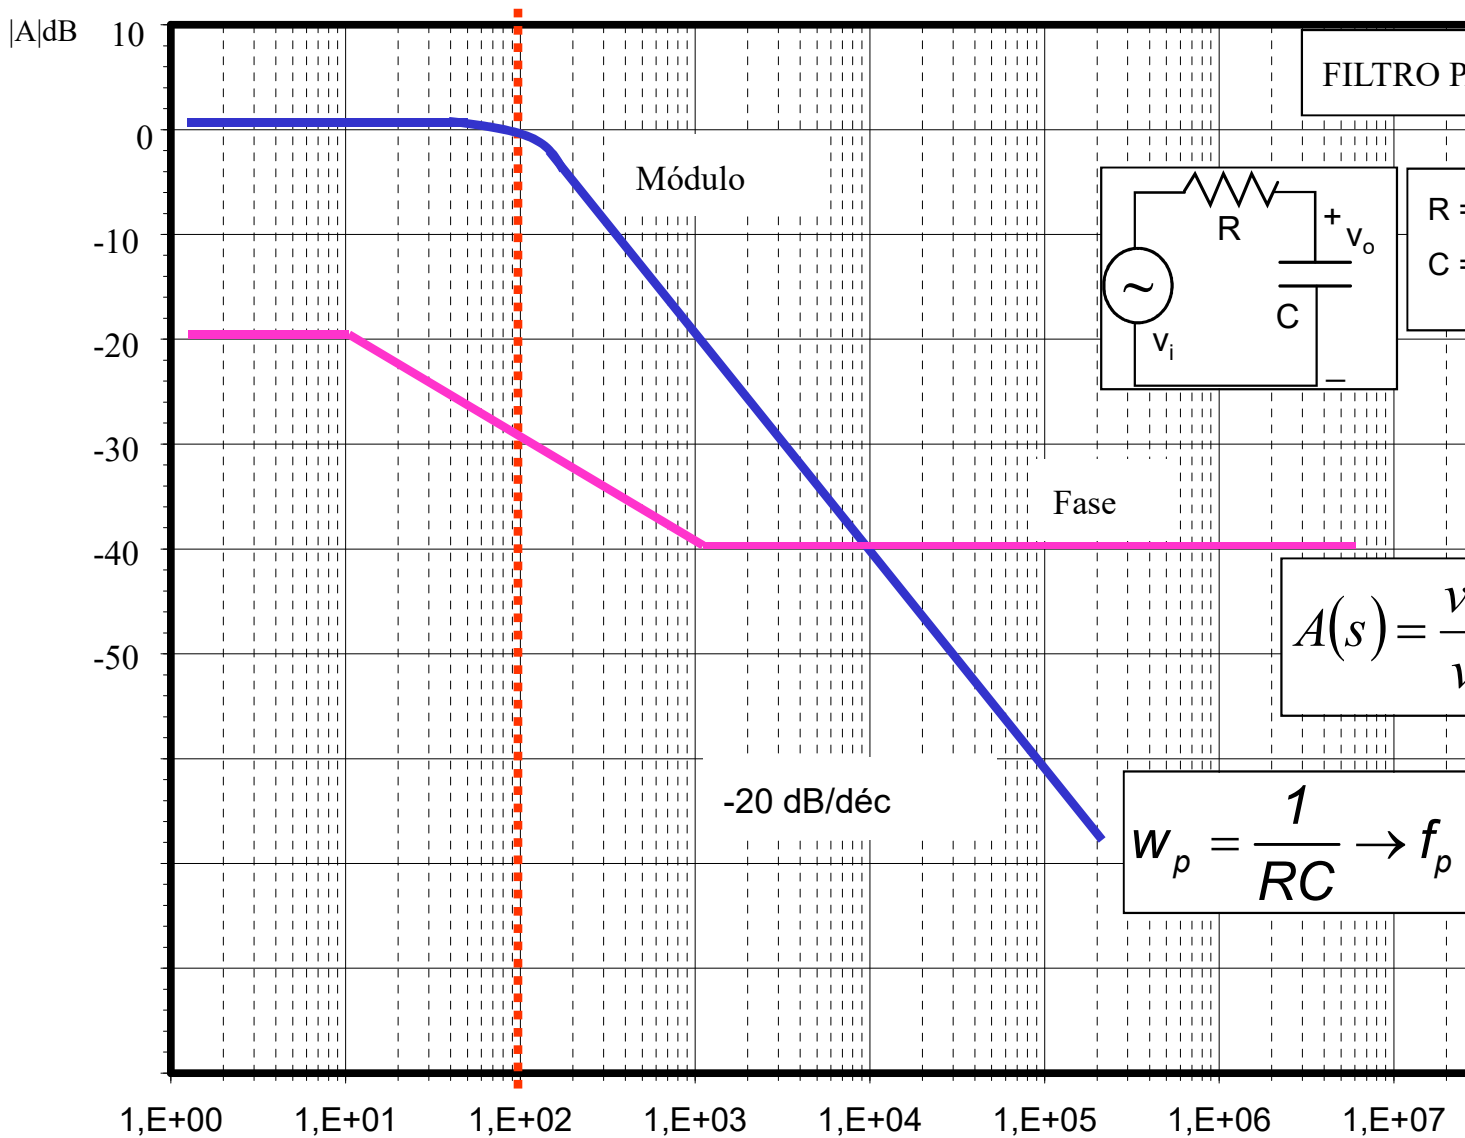 |A|dB
10
0
-10
-20
-30
-40
-50
FILTRO P
Módulo
R
+
v₀
C
vᵢ
~
–
R =
C =
Fase
A(s) = v / v
-20 dB/déc
wₚ = 1 / RC → fₚ
1,E+00 1,E+01 1,E+02 1,E+03 1,E+04 1,E+05 1,E+06 1,E+07